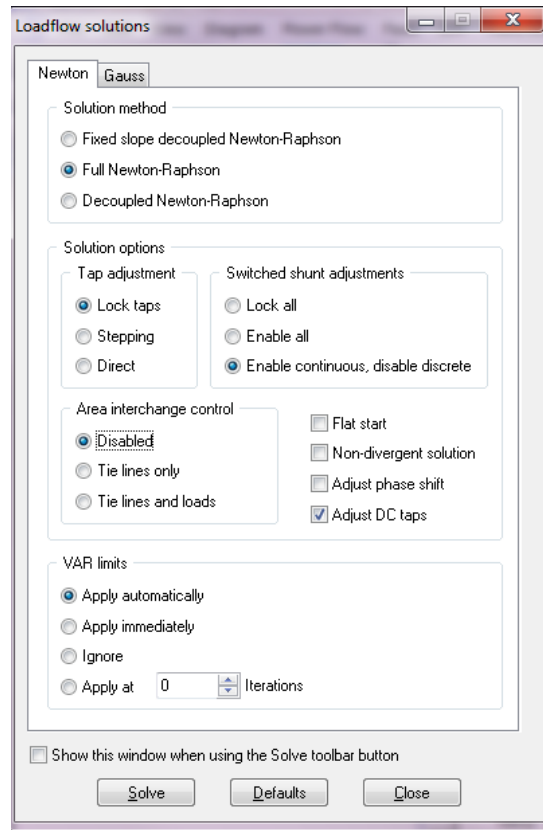 Loadflow solutions
Newton
Gauss
Solution method
Fixed slope decoupled Newton-Raphson
Full Newton-Raphson
Decoupled Newton-Raphson
Solution options
Tap adjustment
Lock taps
Stepping
Direct
Switched shunt adjustments
Lock all
Enable all
Enable continuous, disable discrete
Area interchange control
Disabled
Tie lines only
Tie lines and loads
Flat start
Non-divergent solution
Adjust phase shift
Adjust DC taps
VAR limits
Apply automatically
Apply immediately
Ignore
Apply at 0 Iterations
Show this window when using the Solve toolbar button
Solve Defaults Close